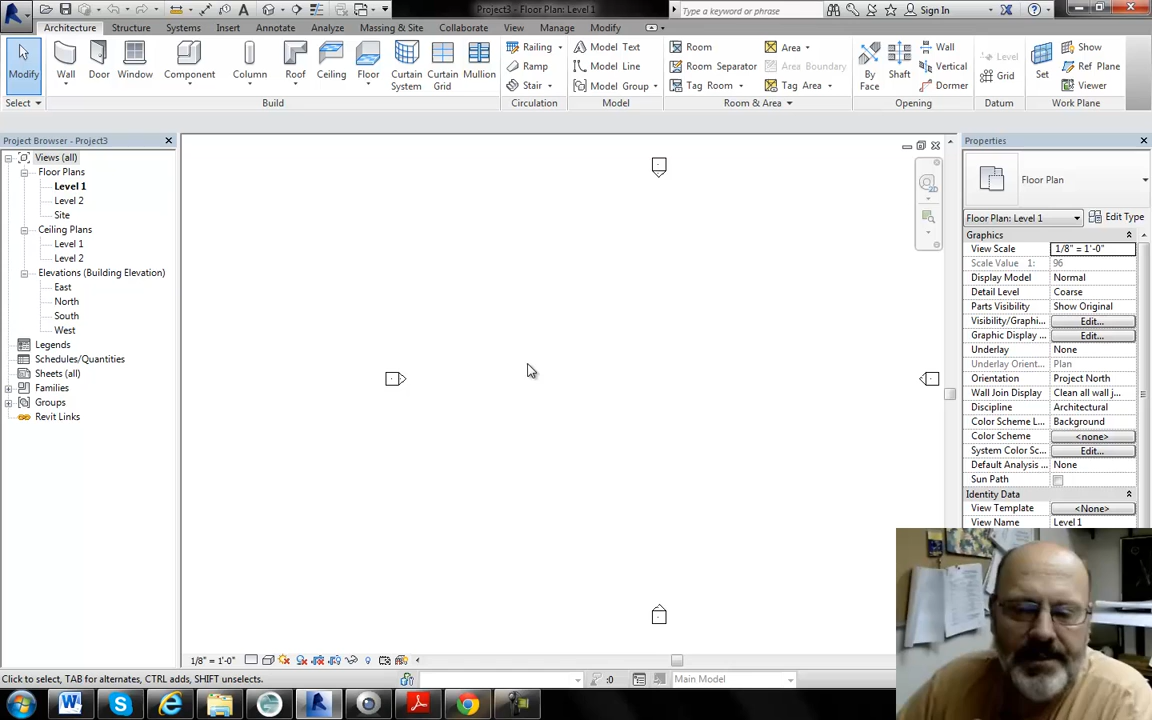 Project3 - Floor Plan: Level 1
Type a keyword or phrase
Sign In
Architecture Structure Systems Insert Annotate Analyze Massing & Site Collaborate View Manage Modify
Modify Wall Door Window Component Column Roof Ceiling Floor Curtain System Curtain Grid Mullion
Railing
Ramp
Stair
Model Text
Model Line
Model Group
Room
Room Separator
Tag Room
Area
Area Boundary
Tag Area
By Face
Shaft
Wall
Vertical
Dormer
Level
Grid
Set
Show
Ref Plane
Viewer
Select Build Circulation Model Room & Area Opening Datum Work Plane
Project Browser - Project3
Views (all)
Floor Plans
Level 1
Level 2
Site
Ceiling Plans
Level 1
Level 2
Elevations (Building Elevation)
East
North
South
West
Legends
Schedules/Quantities
Sheets (all)
Families
Groups
Revit Links
2D
Properties
Floor Plan
Floor Plan: Level 1 Edit Type
Graphics
View Scale 1/8" = 1'-0"
Scale Value 1: 96
Display Model Normal
Detail Level Coarse
Parts Visibility Show Original
Visibility/Graphi... Edit...
Graphic Display ... Edit...
Underlay None
Underlay Orien... Plan
Orientation Project North
Wall Join Display Clean all wall j...
Discipline Architectural
Color Scheme L... Background
Color Scheme <none>
System Color Sc... Edit...
Default Analysis ... None
Sun Path
Identity Data
View Template <None>
View Name Level 1
1/8" = 1'-0"
Click to select, TAB for alternates, CTRL adds, SHIFT unselects.
:0
Main Model